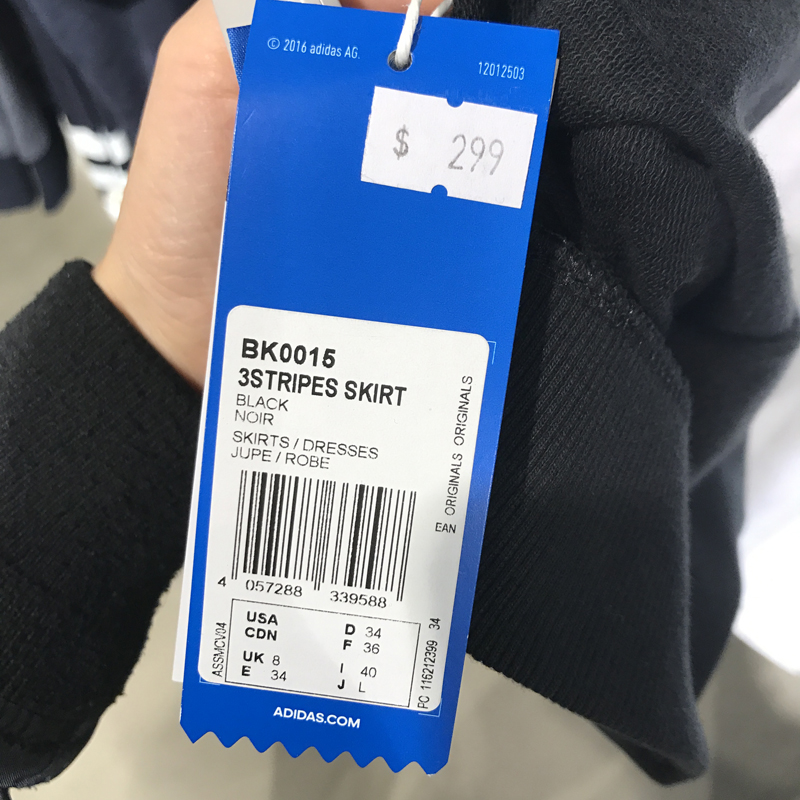 © 2016 adidas AG.
12012503
$ 299
BK0015
3STRIPES SKIRT
BLACK
NOIR
SKIRTS / DRESSES
JUPE / ROBE
ORIGINALS ORIGINALS
EAN
4 057288 339588
ASSMCV04
USA
CDN
UK 8
E 34
D 34
F 36
I 40
J L
PC 116212399 34
ADIDAS.COM